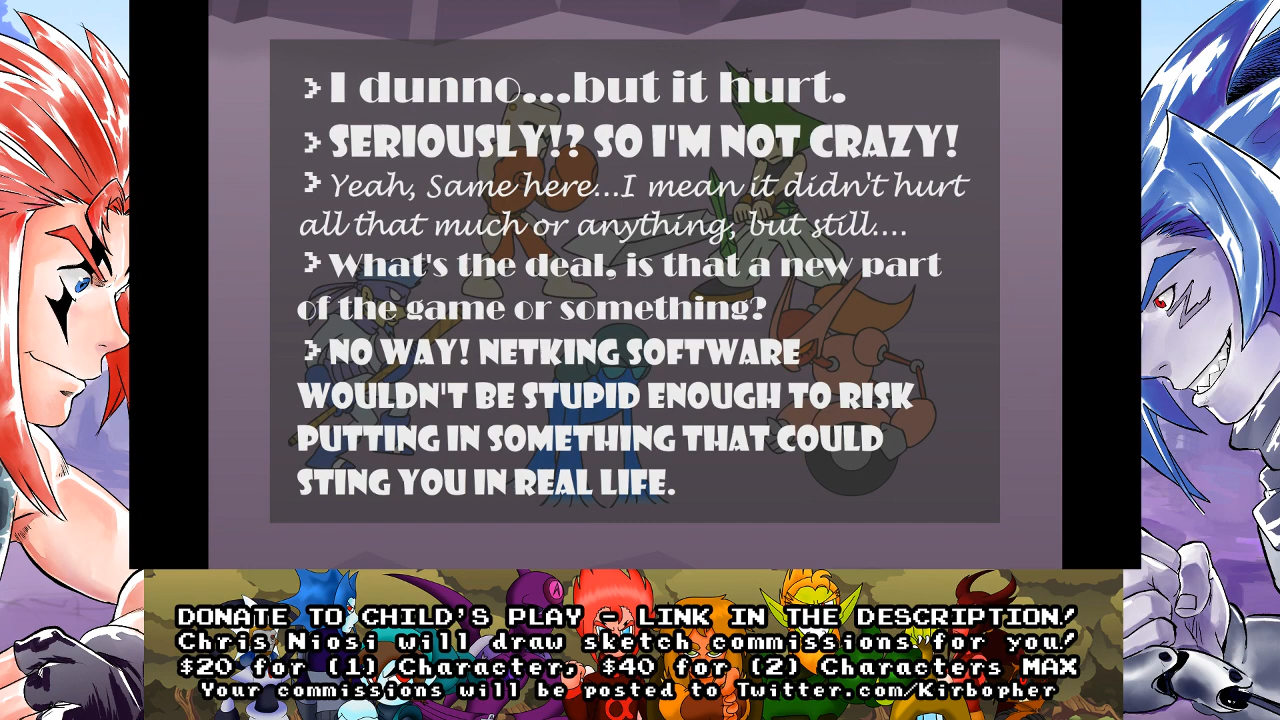 > I dunno...but it hurt.
> SERIOUSLY!? SO I'M NOT CRAZY!
> Yeah, Same here...I mean it didn't hurt
all that much or anything, but still....
> What's the deal, is that a new part
of the game or something?
> NO WAY! NETKING SOFTWARE
WOULDN'T BE STUPID ENOUGH TO RISK
PUTTING IN SOMETHING THAT COULD
STING YOU IN REAL LIFE.
DONATE TO CHILD'S PLAY - LINK IN THE DESCRIPTION!
Chris Niosi will draw sketch commissions for you!
$20 for (1) Character, $40 for (2) Characters MAX
Your commissions will be posted to Twitter.com/Kirbopher